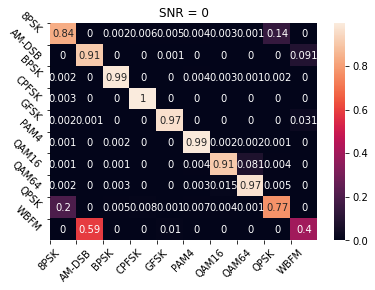 SNR = 0
8PSK 0.84 0 0.002 0.006 0.005 0.004 0.003 0.001 0.14 0
AM-DSB 0 0.91 0 0 0.001 0 0 0 0 0.091
BPSK 0.002 0 0.99 0 0 0.004 0.003 0.001 0.002 0
CPFSK 0.003 0 0 1 0 0 0 0 0 0
GFSK 0.002 0.001 0 0 0.97 0 0 0 0 0.031
PAM4 0.001 0 0.002 0 0 0.99 0.002 0.002 0.001 0
QAM16 0.001 0 0.001 0 0 0.004 0.91 0.081 0.004 0
QAM64 0.002 0 0.003 0 0 0.003 0.015 0.97 0.005 0
QPSK 0.2 0 0.005 0.008 0.001 0.007 0.004 0.001 0.77 0
WBFM 0 0.59 0 0 0.01 0 0 0 0 0.4
8PSK AM-DSB BPSK CPFSK GFSK PAM4 QAM16 QAM64 QPSK WBFM
0.8
0.6
0.4
0.2
0.0